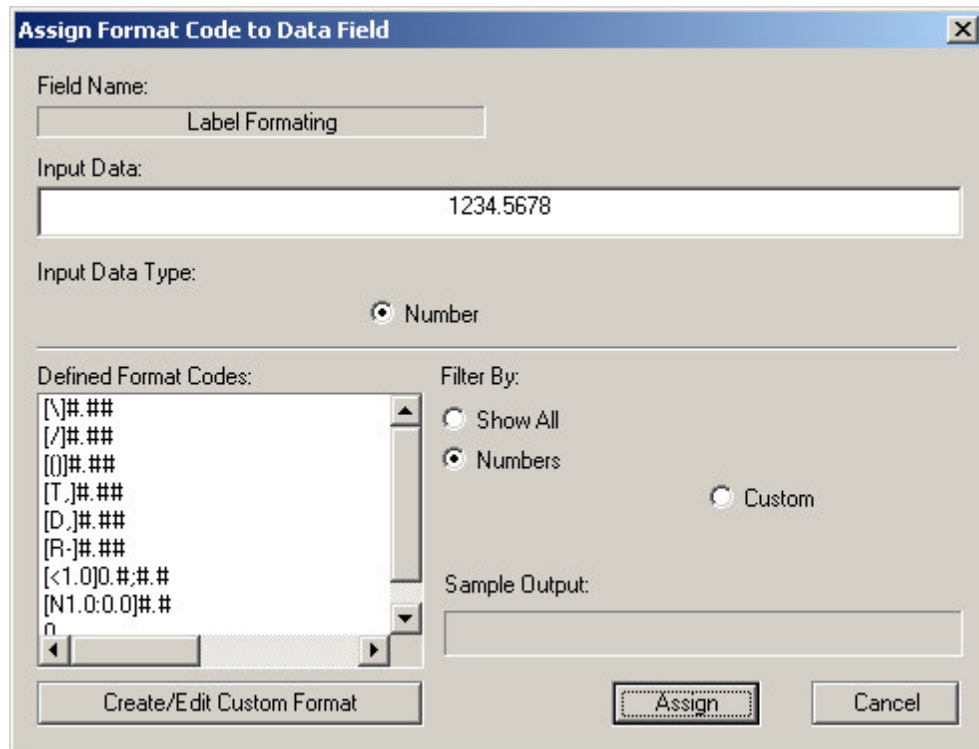 Assign Format Code to Data Field
Field Name:
Label Formating
Input Data:
1234.5678
Input Data Type:
Number
Defined Format Codes:
[\]#.##
[/]#.##
[()]#.##
[T,]#.##
[D,]#.##
[R-]#.##
[<1.0]0.#;#.#
[N1.0:0.0]#.#
0
Filter By:
Show All
Numbers
Custom
Sample Output:
Create/Edit Custom Format
Assign
Cancel